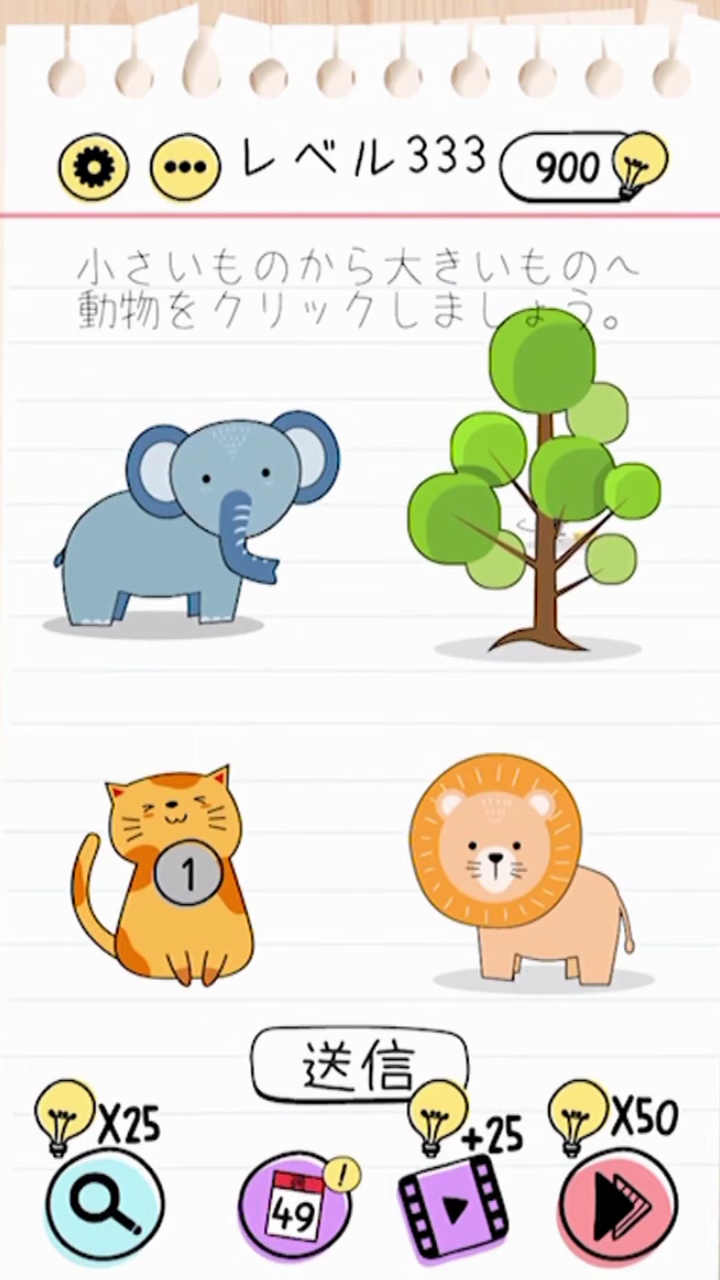 レベル333
900
小さいものから大きいものへ
動物をクリックしましょう。
1
送信
X25
+25
X50
!
49